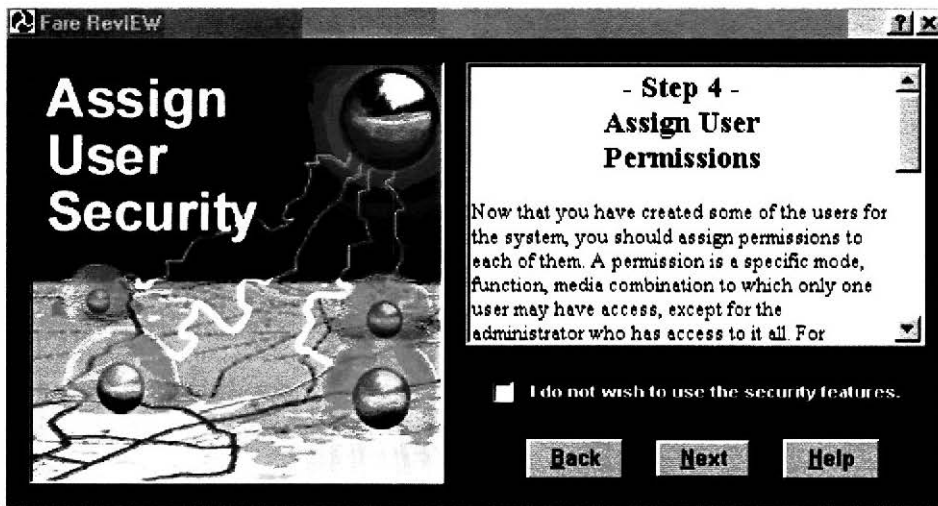 Fare RevIEW
Assign
User
Security
- Step 4 -
Assign User
Permissions
Now that you have created some of the users for
the system, you should assign permissions to
each of them. A permission is a specific mode,
function, media combination to which only one
user may have access, except for the
administrator who has access to it all. For
I do not wish to use the security features.
Back Next Help